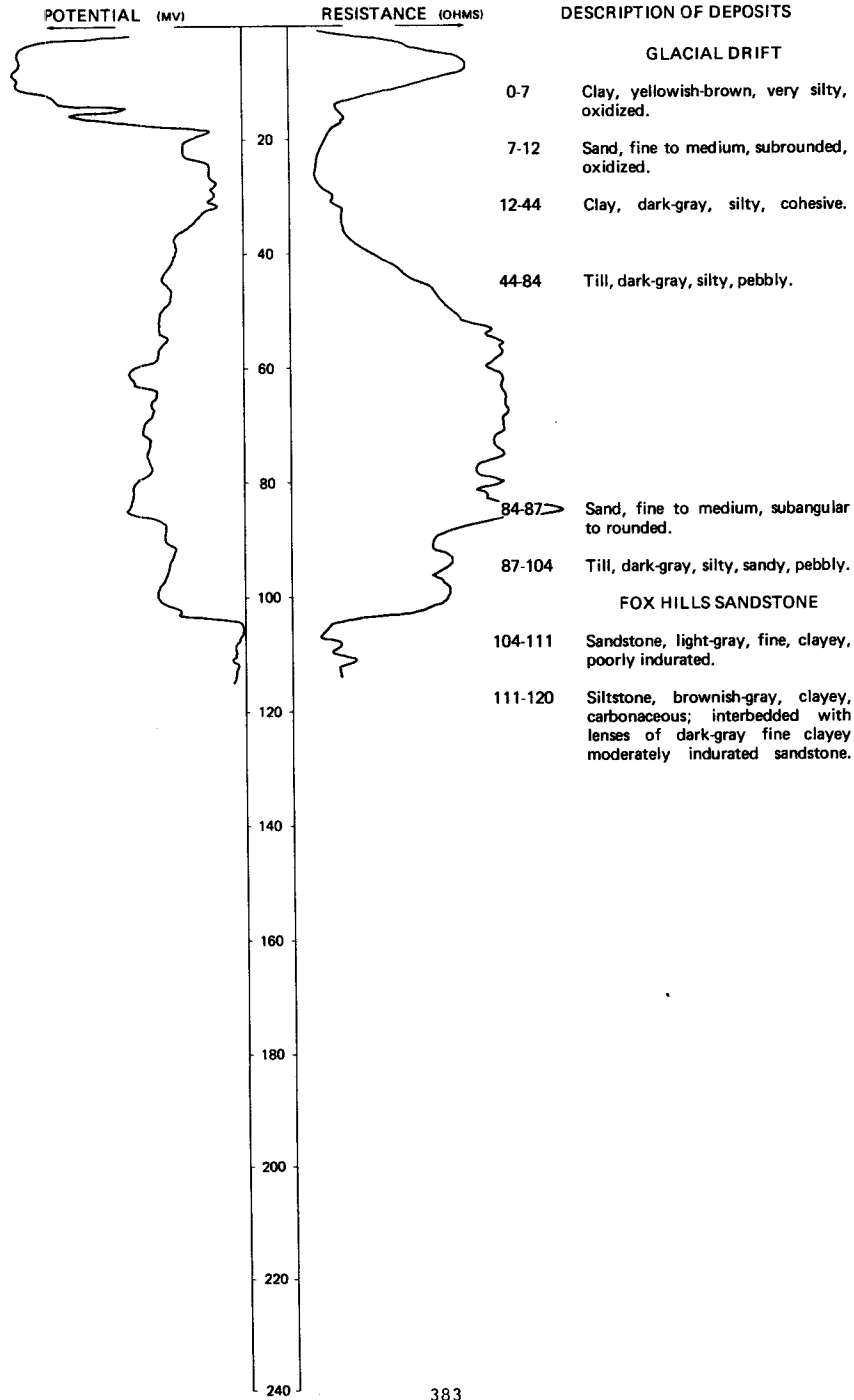 POTENTIAL (MV) RESISTANCE (OHMS) DESCRIPTION OF DEPOSITS
GLACIAL DRIFT
0-7 Clay, yellowish-brown, very silty,
oxidized.
20
7-12 Sand, fine to medium, subrounded,
oxidized.
12-44 Clay, dark-gray, silty, cohesive.
40
44-84 Till, dark-gray, silty, pebbly.
60
80
84-87 Sand, fine to medium, subangular
to rounded.
87-104 Till, dark-gray, silty, sandy, pebbly.
100
FOX HILLS SANDSTONE
104-111 Sandstone, light-gray, fine, clayey,
poorly indurated.
111-120 Siltstone, brownish-gray, clayey,
carbonaceous; interbedded with
120
lenses of dark-gray fine clayey
moderately indurated sandstone.
140
160
180
200
220
240
383